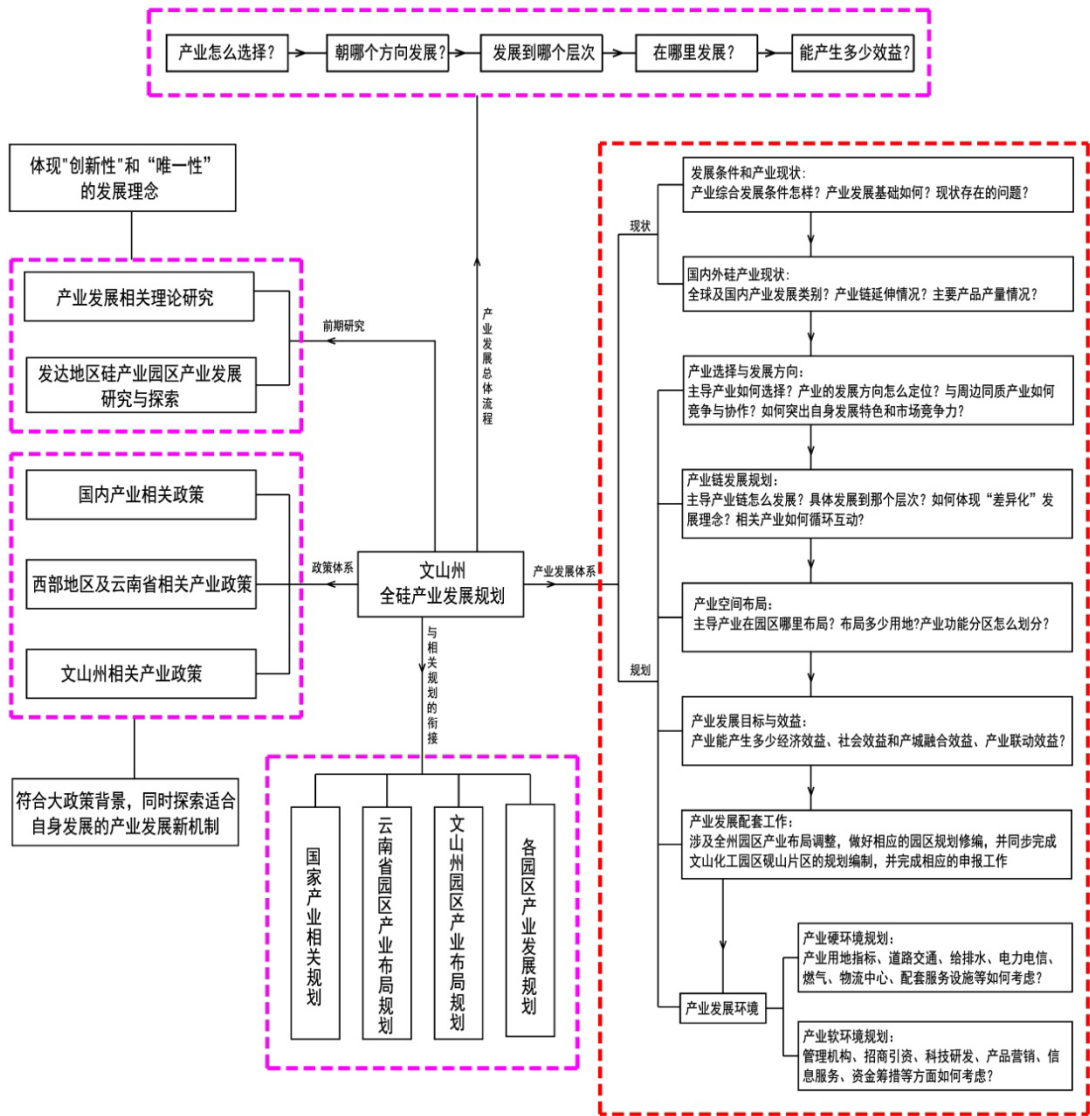 产业怎么选择？
朝哪个方向发展？
发展到哪个层次
在哪里发展？
能产生多少效益？
体现"创新性"和“唯一性”
的发展理念
产业发展相关理论研究
发达地区硅产业园区产业发展
研究与探索
前期研究
产业发展总体流程
国内产业相关政策
西部地区及云南省相关产业政策
文山州相关产业政策
政策体系
符合大政策背景，同时探索适合
自身发展的产业发展新机制
文山州
全硅产业发展规划
产业发展体系
与相关规划的衔接
国家产业相关规划
云南省园区产业布局规划
文山州园区产业布局规划
各园区产业发展规划
现状
发展条件和产业现状：
产业综合发展条件怎样？产业发展基础如何？现状存在的问题？
国内外硅产业现状：
全球及国内产业发展类别？产业链延伸情况？主要产品产量情况？
规划
产业选择与发展方向：
主导产业如何选择？产业的发展方向怎么定位？与周边同质产业如何
竞争与协作？如何突出自身发展特色和市场竞争力？
产业链发展规划：
主导产业链怎么发展？具体发展到那个层次？如何体现“差异化”发
展理念？相关产业如何循环互动？
产业空间布局：
主导产业在园区哪里布局？布局多少用地？产业功能分区怎么划分？
产业发展目标与效益：
产业能产生多少经济效益、社会效益和产城融合效益、产业联动效益？
产业发展配套工作：
涉及全州园区产业布局调整，做好相应的园区规划修编，并同步完成
文山化工园区砚山片区的规划编制，并完成相应的申报工作
产业发展环境
产业硬环境规划：
产业用地指标、道路交通、给排水、电力电信、
燃气、物流中心、配套服务设施等如何考虑？
产业软环境规划：
管理机构、招商引资、科技研发、产品营销、信
息服务、资金筹措等方面如何考虑？